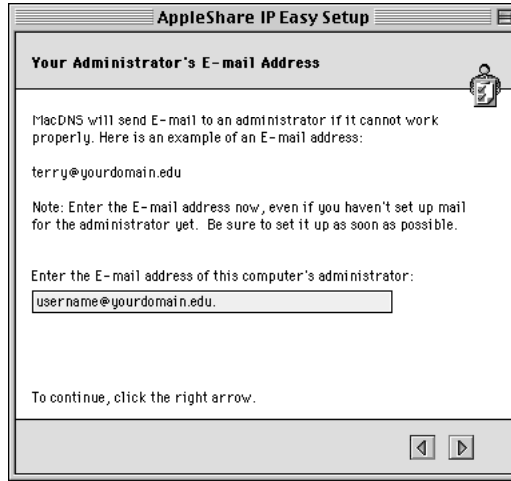 AppleShare IP Easy Setup
Your Administrator's E-mail Address
MacDNS will send E-mail to an administrator if it cannot work
properly. Here is an example of an E-mail address:
terry@yourdomain.edu
Note: Enter the E-mail address now, even if you haven't set up mail
for the administrator yet. Be sure to set it up as soon as possible.
Enter the E-mail address of this computer's administrator:
username@yourdomain.edu.
To continue, click the right arrow.